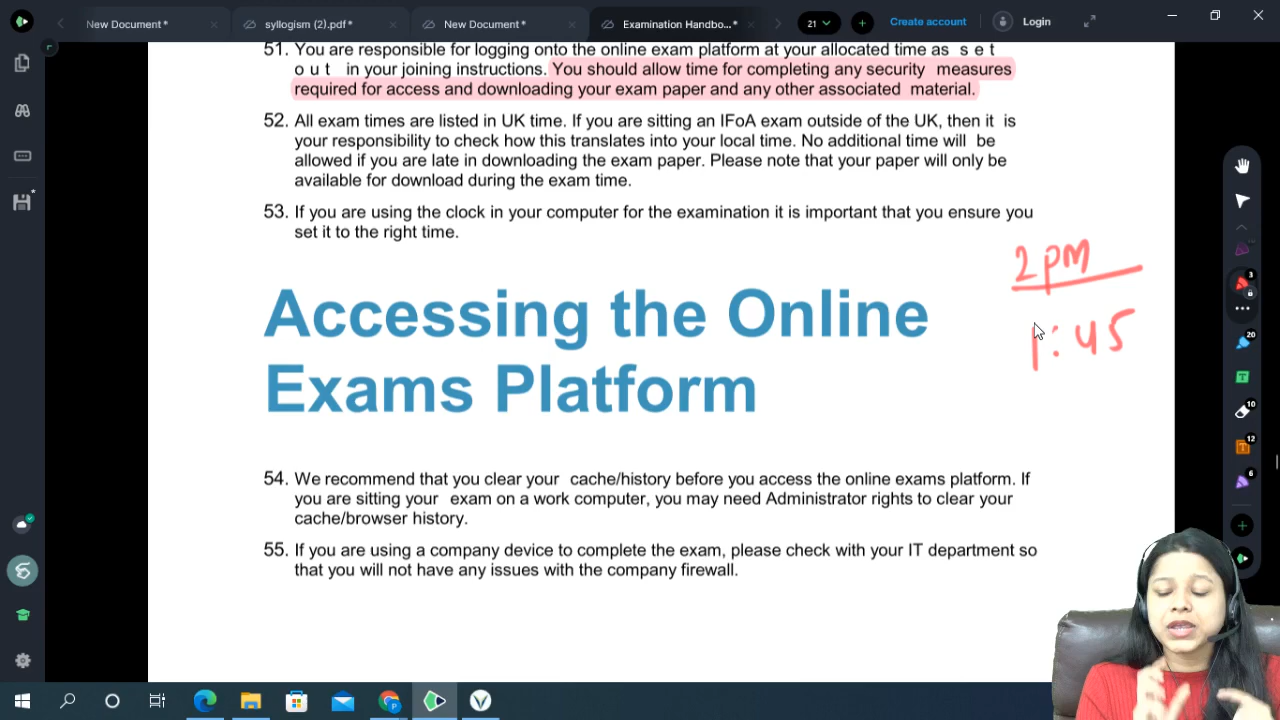 New Document*
syllogism (2).pdf*
New Document*
Examination Handbo...*
21
Create account
Login
51. You are responsible for logging onto the online exam platform at your allocated time as s e t
o u t in your joining instructions. You should allow time for completing any security measures
required for access and downloading your exam paper and any other associated material.
52. All exam times are listed in UK time. If you are sitting an IFoA exam outside of the UK, then it is
your responsibility to check how this translates into your local time. No additional time will be
allowed if you are late in downloading the exam paper. Please note that your paper will only be
available for download during the exam time.
53. If you are using the clock in your computer for the examination it is important that you ensure you
set it to the right time.
2pm
1:45
Accessing the Online
Exams Platform
54. We recommend that you clear your cache/history before you access the online exams platform. If
you are sitting your exam on a work computer, you may need Administrator rights to clear your
cache/browser history.
55. If you are using a company device to complete the exam, please check with your IT department so
that you will not have any issues with the company firewall.
3
20
10
12
6